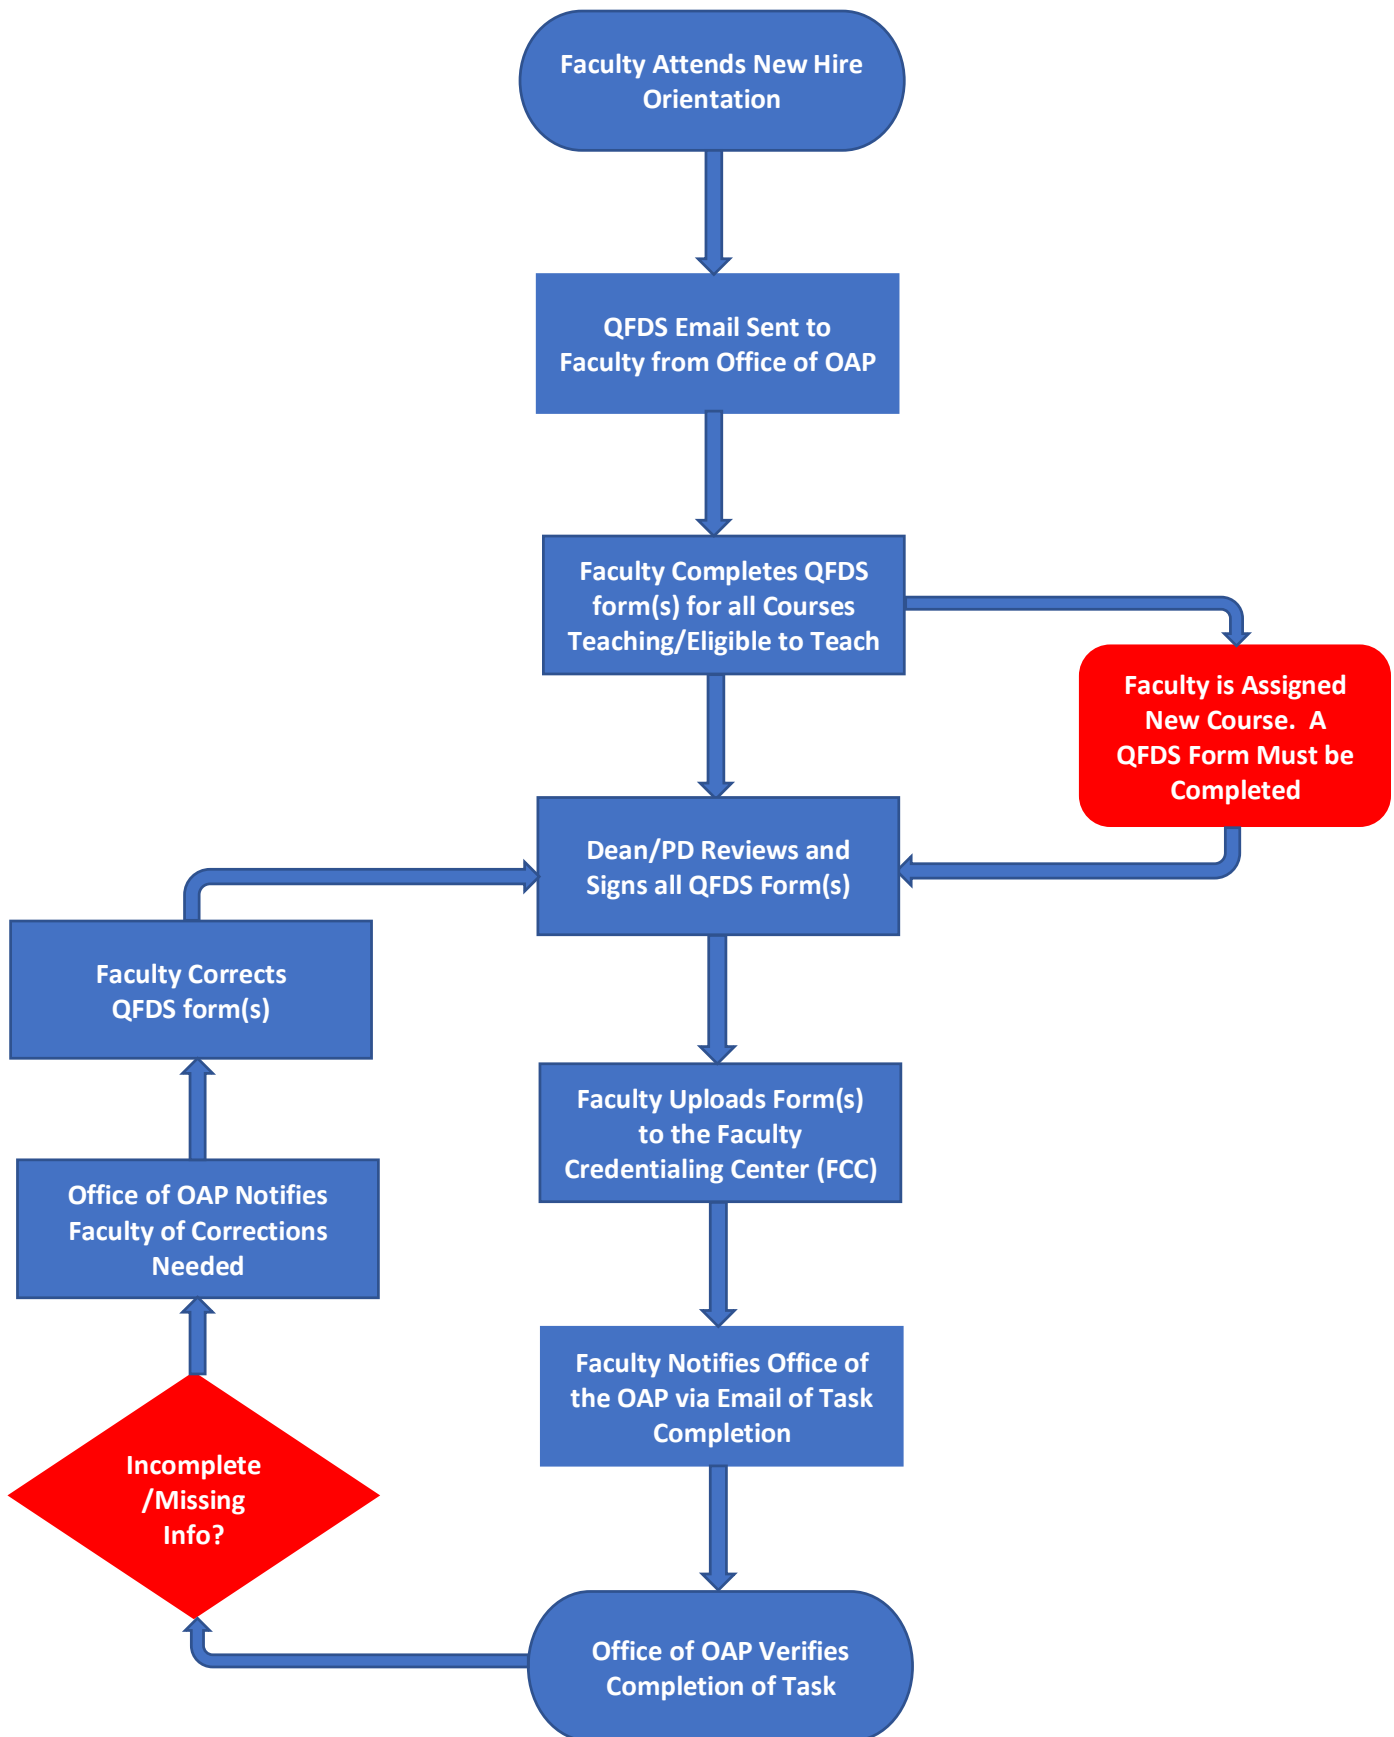 Faculty Attends New Hire
Orientation
QFDS Email Sent to
Faculty from Office of OAP
Faculty Completes QFDS
form(s) for all Courses
Teaching/Eligible to Teach
Faculty is Assigned
New Course.  A
QFDS Form Must be
Completed
Dean/PD Reviews and
Signs all QFDS Form(s)
Faculty Corrects
QFDS form(s)
Faculty Uploads Form(s)
to the Faculty
Credentialing Center (FCC)
Office of OAP Notifies
Faculty of Corrections
Needed
Faculty Notifies Office of
the OAP via Email of Task
Completion
Incomplete
/Missing
Info?
Office of OAP Verifies
Completion of Task